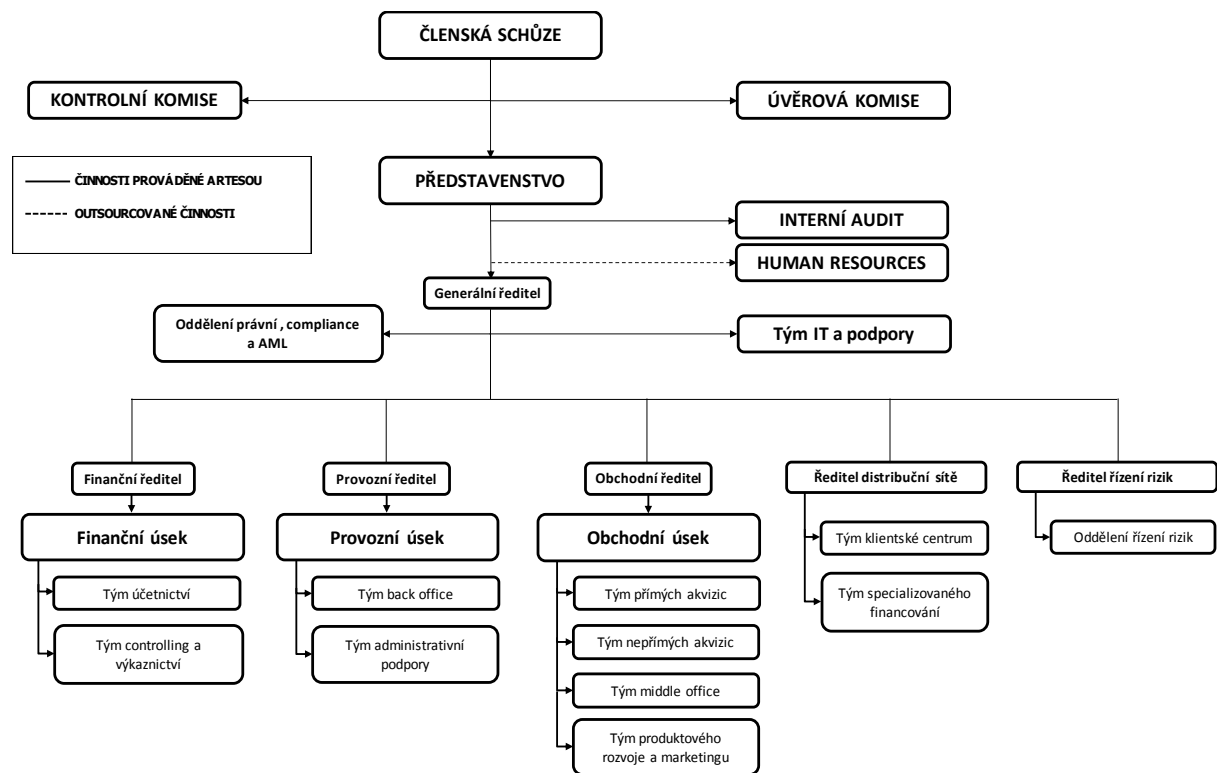 ČLENSKÁ SCHŮZE
KONTROLNÍ KOMISE
ÚVĚROVÁ KOMISE
ČINNOSTI PROVÁDĚNÉ ARTESOU
OUTSOURCOVANÉ ČINNOSTI
PŘEDSTAVENSTVO
INTERNÍ AUDIT
HUMAN RESOURCES
Generální ředitel
Oddělení právní , compliance
a AML
Tým IT a podpory
Finanční ředitel
Provozní ředitel
Obchodní ředitel
Ředitel distribuční sítě
Ředitel řízení rizik
Finanční úsek
Provozní úsek
Obchodní úsek
Tým klientské centrum
Oddělení řízení rizik
Tým účetnictví
Tým back office
Tým přímých akvizic
Tým specializovaného
financování
Tým controlling a
výkaznictví
Tým administrativní
podpory
Tým nepřímých akvizic
Tým middle office
Tým produktového
rozvoje a marketingu